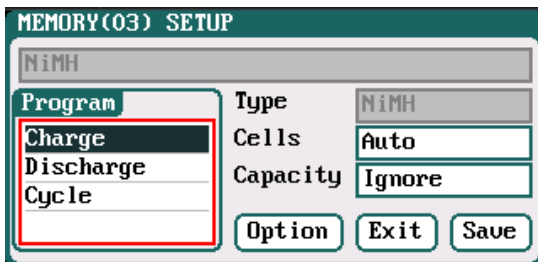 MEMORY(03) SETUP
NiMH
Program
Charge
Discharge
Cycle
Type NiMH
Cells Auto
Capacity Ignore
Option Exit Save